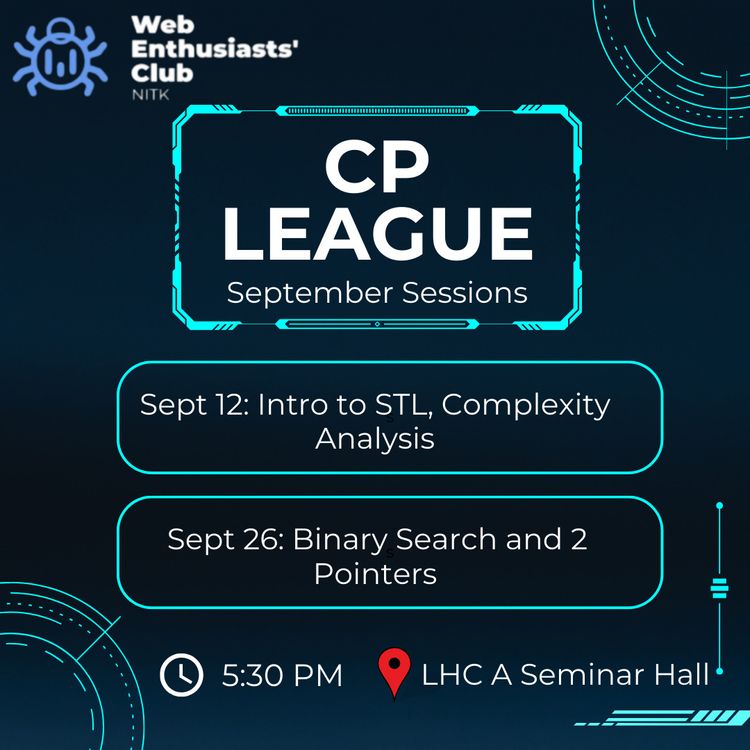 Web
Enthusiasts'
Club
NITK
CP
LEAGUE
September Sessions
Sept 12: Intro to STL, Complexity
Analysis
Sept 26: Binary Search and 2
Pointers
5:30 PM
LHC A Seminar Hall